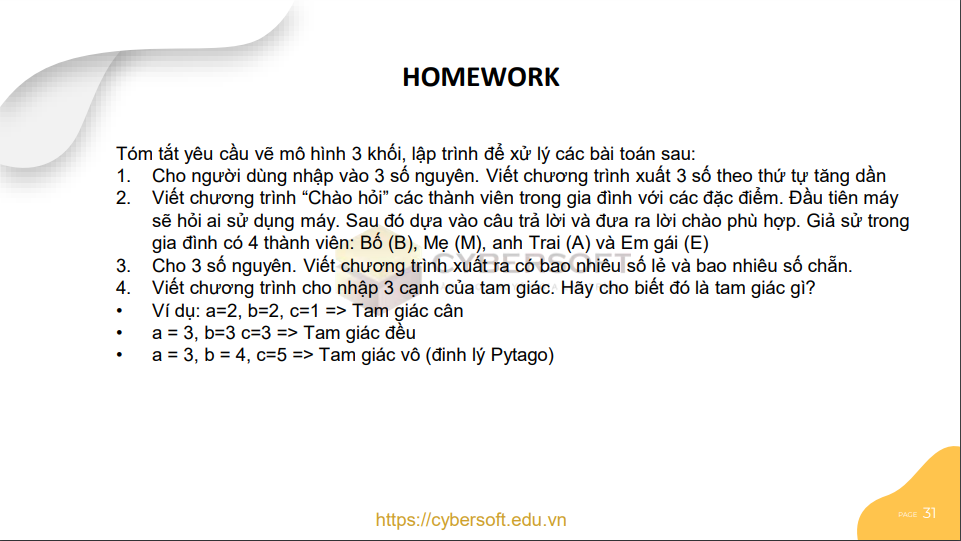 HOMEWORK
Tóm tắt yêu cầu vẽ mô hình 3 khối, lập trình để xử lý các bài toán sau:
1. Cho người dùng nhập vào 3 số nguyên. Viết chương trình xuất 3 số theo thứ tự tăng dần
2. Viết chương trình “Chào hỏi” các thành viên trong gia đình với các đặc điểm. Đầu tiên máy
sẽ hỏi ai sử dụng máy. Sau đó dựa vào câu trả lời và đưa ra lời chào phù hợp. Giả sử trong
gia đình có 4 thành viên: Bố (B), Mẹ (M), anh Trai (A) và Em gái (E)
CYBERSOFT
3. Cho 3 số nguyên. Viết chương trình xuất ra có bao nhiêu số lẻ và bao nhiêu số chẵn.
4. Viết chương trình cho nhập 3 cạnh của tam giác. Hãy cho biết đó là tam giác gì?
• Ví dụ: a=2, b=2, c=1 => Tam giác cân
• a = 3, b=3 c=3 => Tam giác đều
• a = 3, b = 4, c=5 => Tam giác vô (đinh lý Pytago)
PAGE 31
https://cybersoft.edu.vn